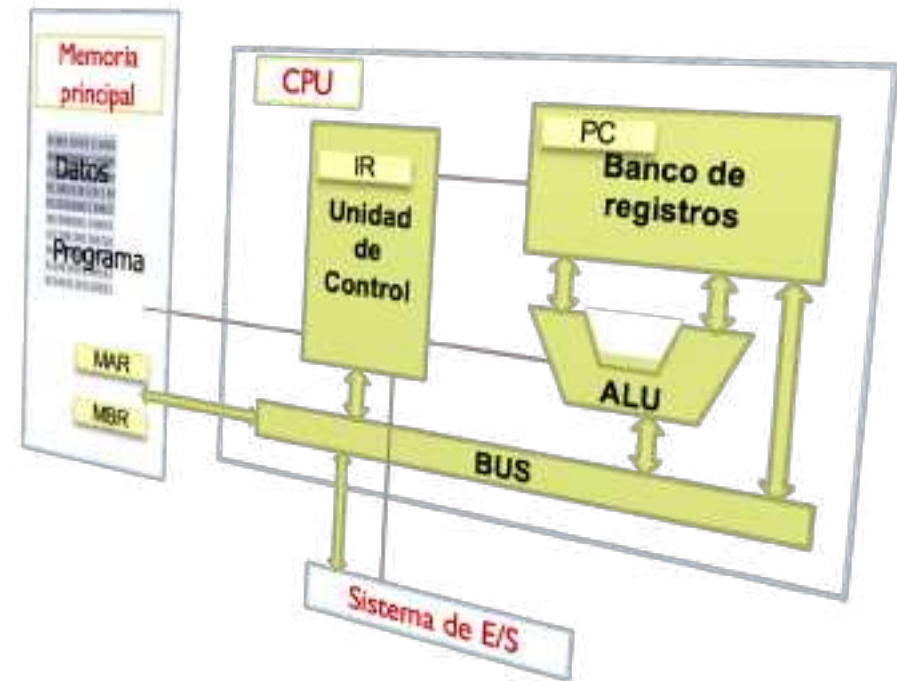 Memoria
principal
Datos
Programa
MAR
MBR
CPU
IR
Unidad
de
Control
PC
Banco de
registros
ALU
BUS
Sistema de E/S